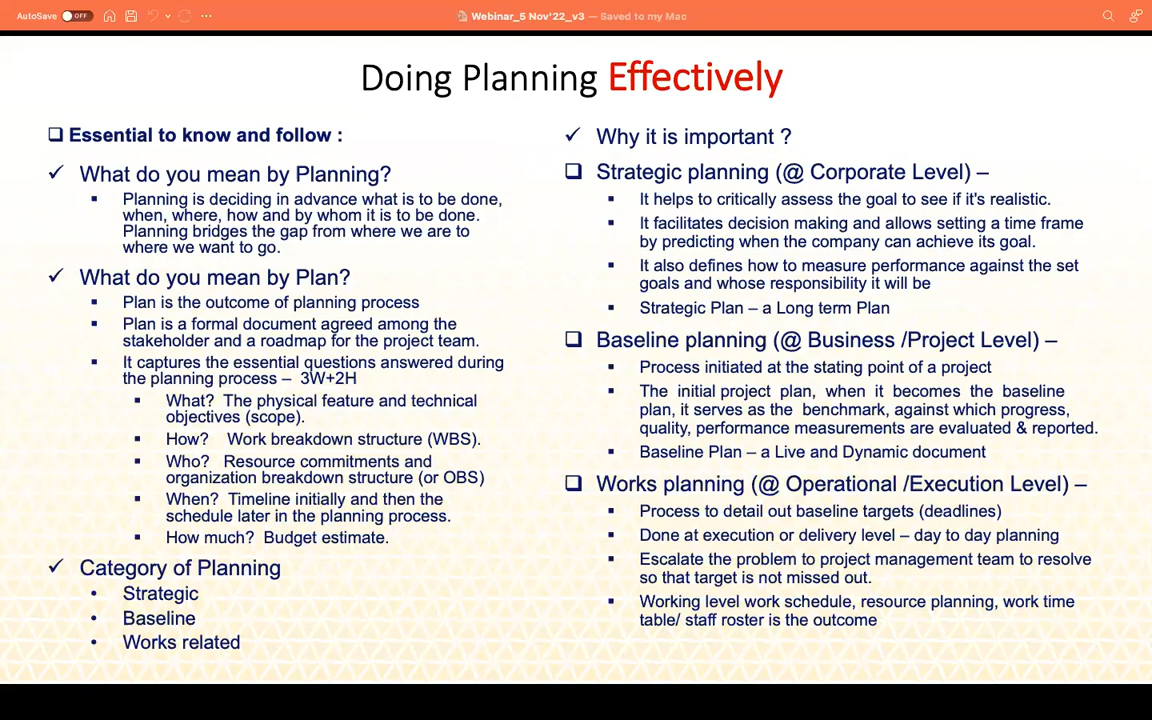 AutoSave OFF
Webinar_5 Nov'22_v3 — Saved to my Mac
Doing Planning Effectively
Essential to know and follow :
What do you mean by Planning?
Planning is deciding in advance what is to be done,
when, where, how and by whom it is to be done.
Planning bridges the gap from where we are to
where we want to go.
What do you mean by Plan?
Plan is the outcome of planning process
Plan is a formal document agreed among the
stakeholder and a roadmap for the project team.
It captures the essential questions answered during
the planning process – 3W+2H
What? The physical feature and technical
objectives (scope).
How? Work breakdown structure (WBS).
Who? Resource commitments and
organization breakdown structure (or OBS)
When? Timeline initially and then the
schedule later in the planning process.
How much? Budget estimate.
Category of Planning
Strategic
Baseline
Works related
Why it is important ?
Strategic planning (@ Corporate Level) –
It helps to critically assess the goal to see if it's realistic.
It facilitates decision making and allows setting a time frame
by predicting when the company can achieve its goal.
It also defines how to measure performance against the set
goals and whose responsibility it will be
Strategic Plan – a Long term Plan
Baseline planning (@ Business /Project Level) –
Process initiated at the stating point of a project
The initial project plan, when it becomes the baseline
plan, it serves as the benchmark, against which progress,
quality, performance measurements are evaluated & reported.
Baseline Plan – a Live and Dynamic document
Works planning (@ Operational /Execution Level) –
Process to detail out baseline targets (deadlines)
Done at execution or delivery level – day to day planning
Escalate the problem to project management team to resolve
so that target is not missed out.
Working level work schedule, resource planning, work time
table/ staff roster is the outcome